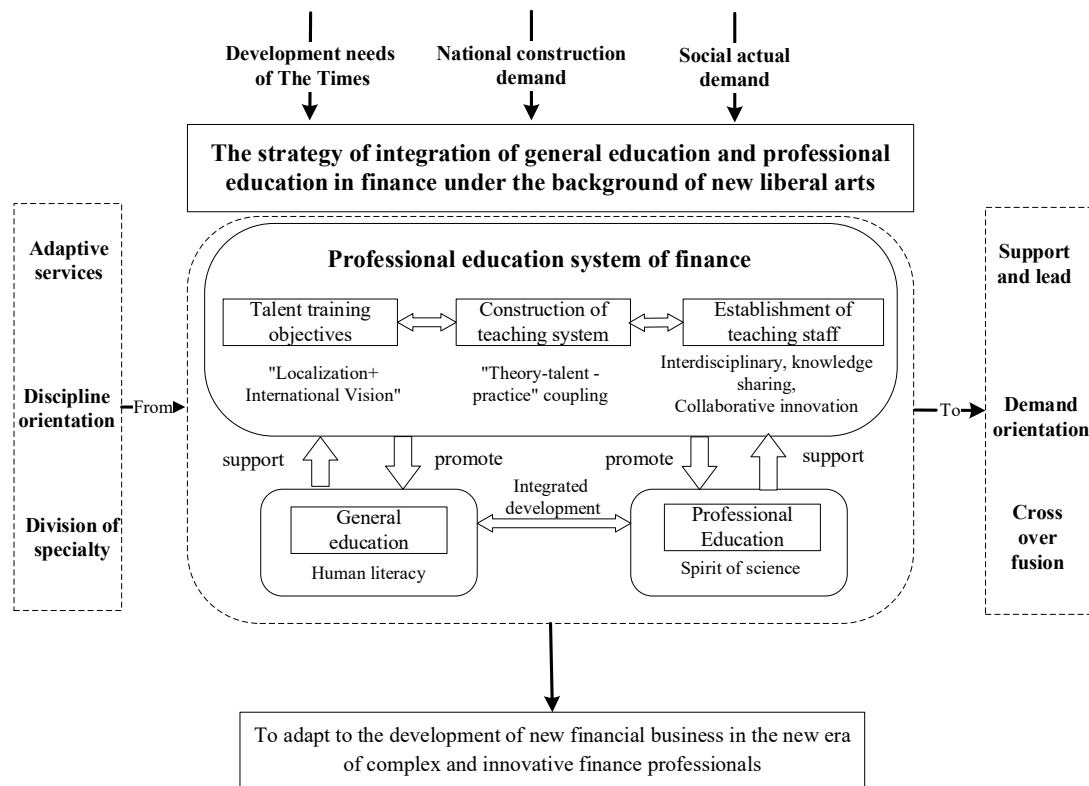 Development needs
of The Times
National construction
demand
Social actual
demand
The strategy of integration of general education and professional
education in finance under the background of new liberal arts
Adaptive
services
Discipline
orientation
Division of
specialty
From
Professional education system of finance
Talent training
objectives
Construction of
teaching system
Establishment of
teaching staff
"Localization+
International Vision"
"Theory-talent -
practice" coupling
Interdisciplinary, knowledge
sharing,
Collaborative innovation
support
promote
promote
support
Integrated
development
General
education
Human literacy
Professional
Education
Spirit of science
To
Support
and lead
Demand
orientation
Cross
over
fusion
To adapt to the development of new financial business in the new era
of complex and innovative finance professionals